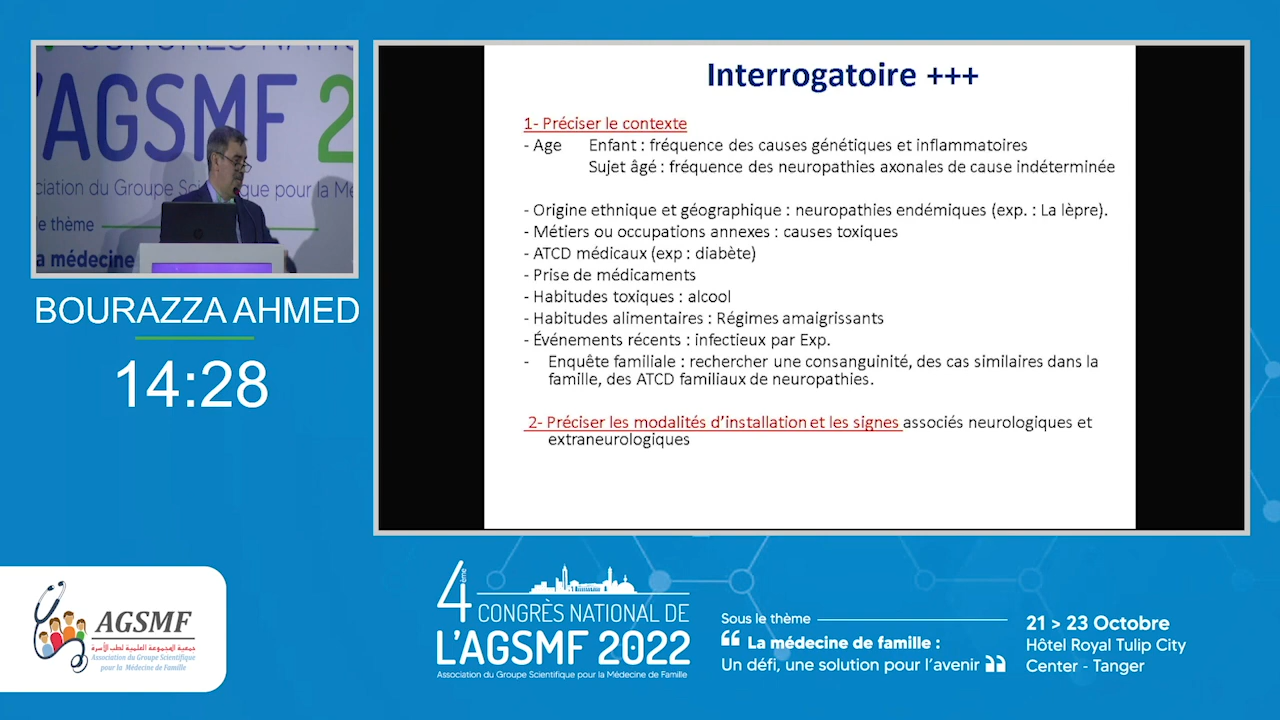 CONGRÈS NATI
L'AGSMF 2
ssociation du Groupe Scientifique pour la Mé
le thème
a médecine
BOURAZZA AHMED
14:28
Interrogatoire +++
1- Préciser le contexte
- Age Enfant : fréquence des causes génétiques et inflammatoires
Sujet âgé : fréquence des neuropathies axonales de cause indéterminée
- Origine ethnique et géographique : neuropathies endémiques (exp. : La lèpre).
- Métiers ou occupations annexes : causes toxiques
- ATCD médicaux (exp : diabète)
- Prise de médicaments
- Habitudes toxiques : alcool
- Habitudes alimentaires : Régimes amaigrissants
- Événements récents : infectieux par Exp.
- Enquête familiale : rechercher une consanguinité, des cas similaires dans la
famille, des ATCD familiaux de neuropathies.
2- Préciser les modalités d'installation et les signes associés neurologiques et
extraneurologiques
AGSMF
جمعية المجموعة العلمية لطب الأسرة
Association du Groupe Scientifique
pour la Médecine de Famille
4ème CONGRÈS NATIONAL DE
L'AGSMF 2022
Association du Groupe Scientifique pour la Médecine de Famille
Sous le thème
“ La médecine de famille :
Un défi, une solution pour l'avenir ”
21 > 23 Octobre
Hôtel Royal Tulip City
Center - Tanger